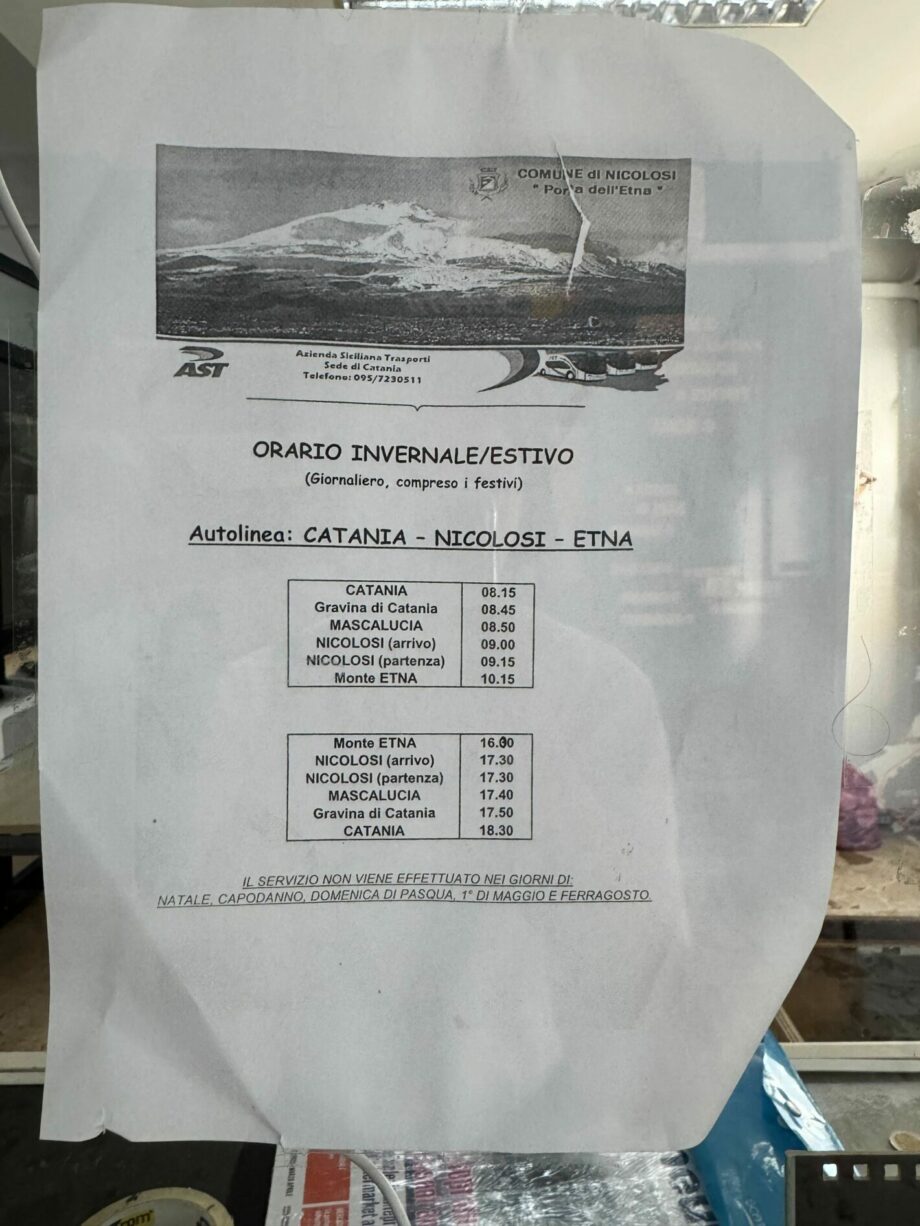 COMUNE di NICOLOSI
" Porta dell'Etna "
AST
Azienda Siciliana Trasporti
Sede di Catania
Telefono: 095/7230511
ORARIO INVERNALE/ESTIVO
(Giornaliero, compreso i festivi)
Autolinea: CATANIA - NICOLOSI - ETNA
CATANIA 08.15
Gravina di Catania 08.45
MASCALUCIA 08.50
NICOLOSI (arrivo) 09.00
NICOLOSI (partenza) 09.15
Monte ETNA 10.15
Monte ETNA 16.00
NICOLOSI (arrivo) 17.30
NICOLOSI (partenza) 17.30
MASCALUCIA 17.40
Gravina di Catania 17.50
CATANIA 18.30
IL SERVIZIO NON VIENE EFFETTUATO NEI GIORNI DI:
NATALE, CAPODANNO, DOMENICA DI PASQUA, 1° DI MAGGIO E FERRAGOSTO.